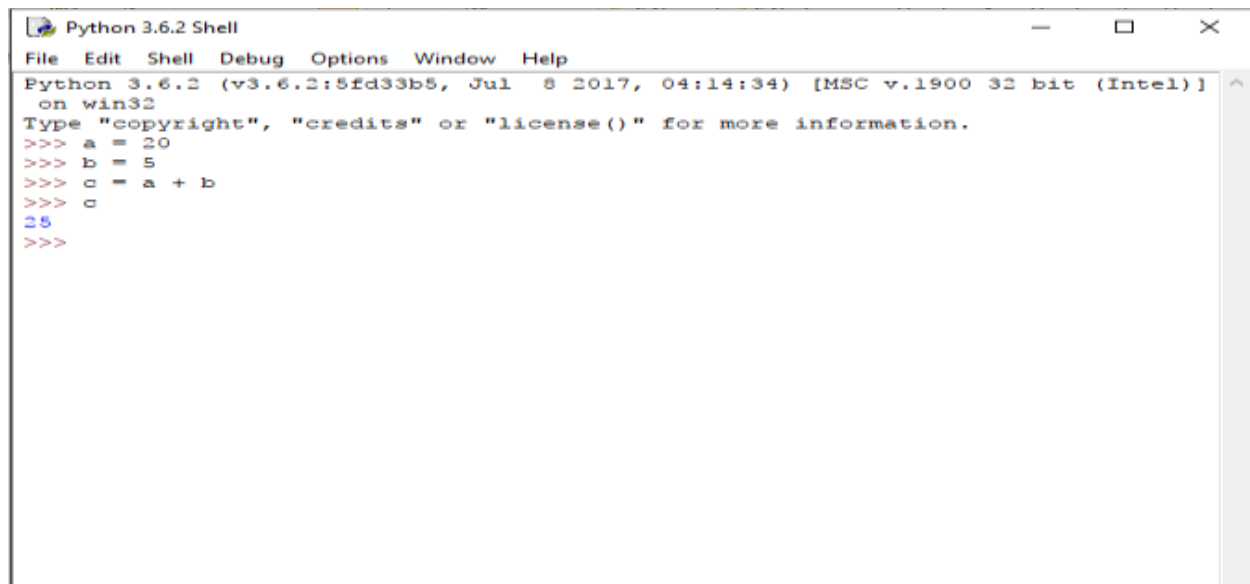 Python 3.6.2 Shell
File Edit Shell Debug Options Window Help
Python 3.6.2 (v3.6.2:5fd33b5, Jul  8 2017, 04:14:34) [MSC v.1900 32 bit (Intel)]
 on win32
Type "copyright", "credits" or "license()" for more information.
>>> a = 20
>>> b = 5
>>> c = a + b
>>> c
25
>>>